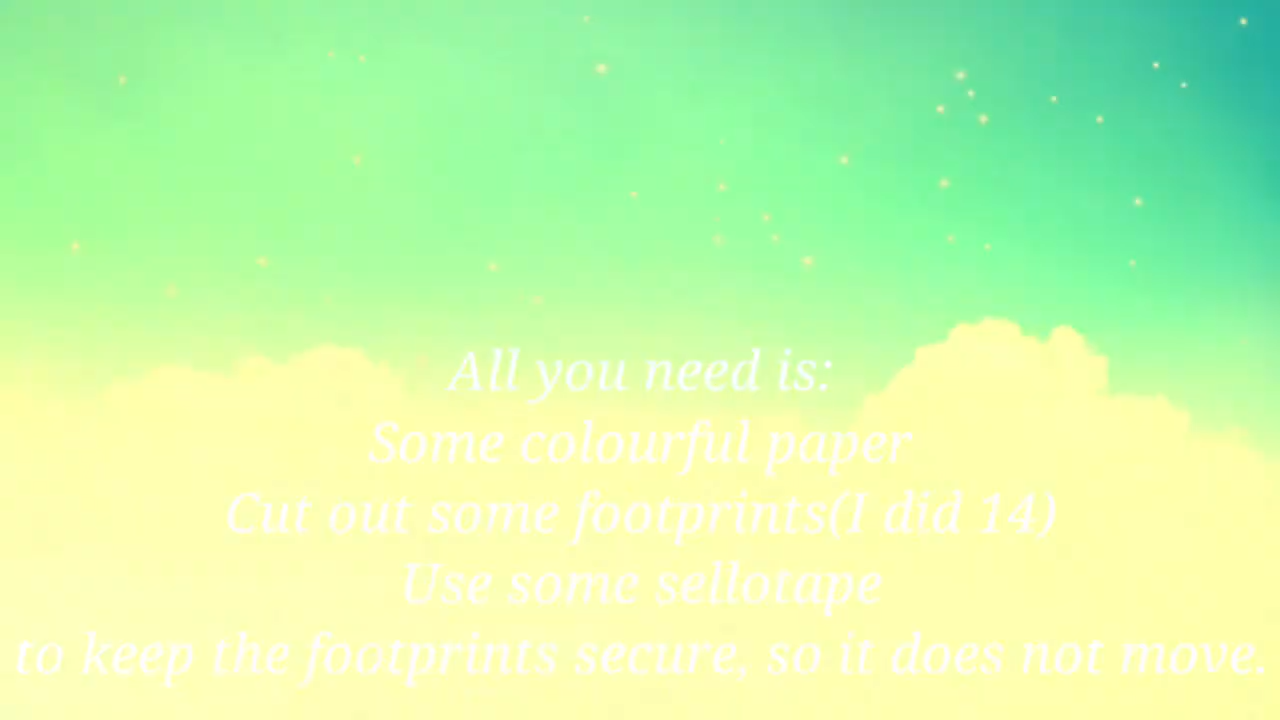 All you need is:
Some colourful paper
Cut out some footprints(I did 14)
Use some sellotape
to keep the footprints secure, so it does not move.